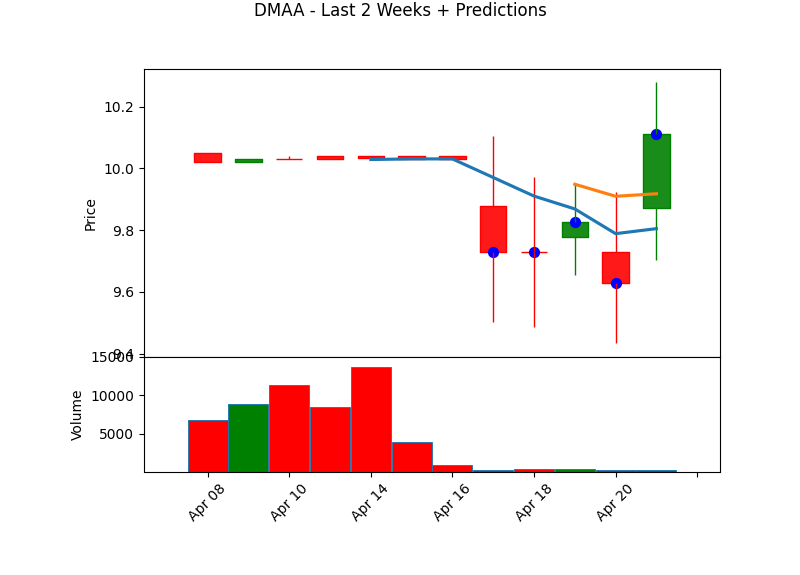 DMAA - Last 2 Weeks + Predictions
10.2
10.0
9.8
9.6
9.4
Price
15000
10000
5000
Volume
Apr 08
Apr 10
Apr 14
Apr 16
Apr 18
Apr 20